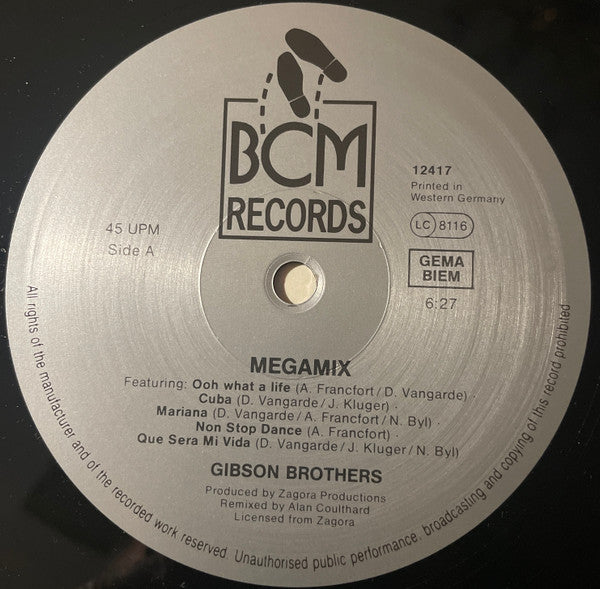 BCM
RECORDS
12417
Printed in
Western Germany
LC 8116
GEMA
BIEM
6:27
45 UPM
Side A
MEGAMIX
Featuring: Ooh what a life (A. Francfort/D. Vangarde) ·
Cuba (D. Vangarde/J. Kluger) ·
Mariana (D. Vangarde/A. Francfort/N. Byl) ·
Non Stop Dance (A. Francfort) ·
Que Sera Mi Vida (D. Vangarde/J. Kluger/N. Byl)
GIBSON BROTHERS
Produced by Zagora Productions
Remixed by Alan Coulthard
Licensed from Zagora
All rights of the manufacturer and of the recorded work reserved. Unauthorised public performance, broadcasting and copying of this record prohibited